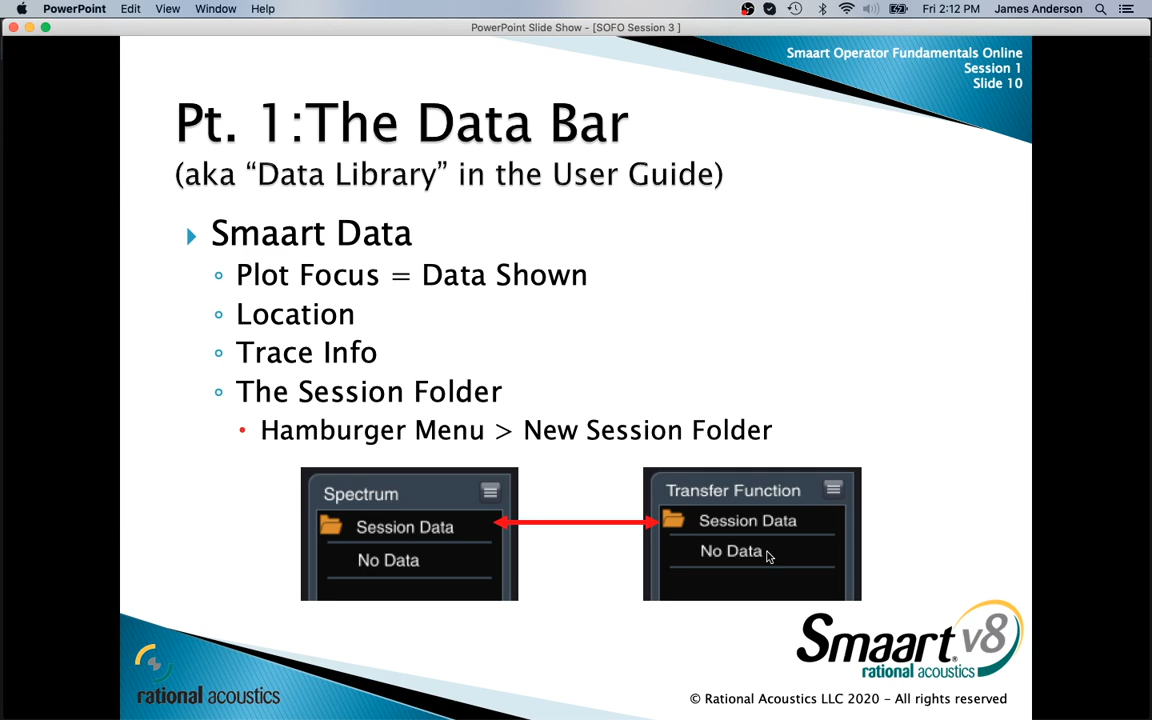 PowerPoint Edit View Window Help Fri 2:12 PM James Anderson
PowerPoint Slide Show - [SOFO Session 3 ]
Smaart Operator Fundamentals Online
Session 1
Slide 10
Pt. 1:The Data Bar
(aka “Data Library” in the User Guide)
Smaart Data
Plot Focus = Data Shown
Location
Trace Info
The Session Folder
Hamburger Menu > New Session Folder
Spectrum
Session Data
No Data
Transfer Function
Session Data
No Data
Smaart® v8
rational acoustics
rational acoustics
© Rational Acoustics LLC 2020 – All rights reserved